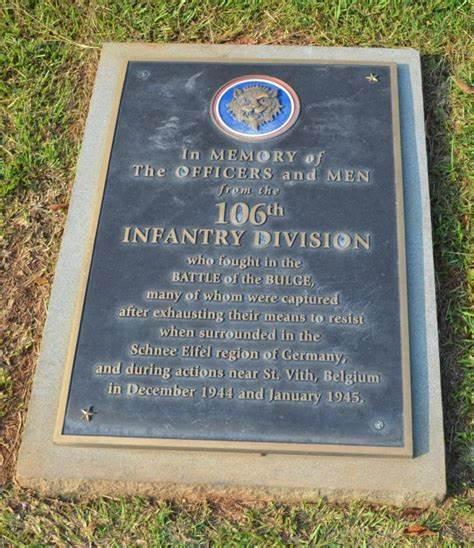 In MEMORY of
The OFFICERS and MEN
from the
106th
INFANTRY DIVISION
who fought in the
BATTLE of the BULGE,
many of whom were captured
after exhausting their means to resist
when surrounded in the
Schnee Eifel region of Germany,
and during actions near St. Vith, Belgium
in December 1944 and January 1945.